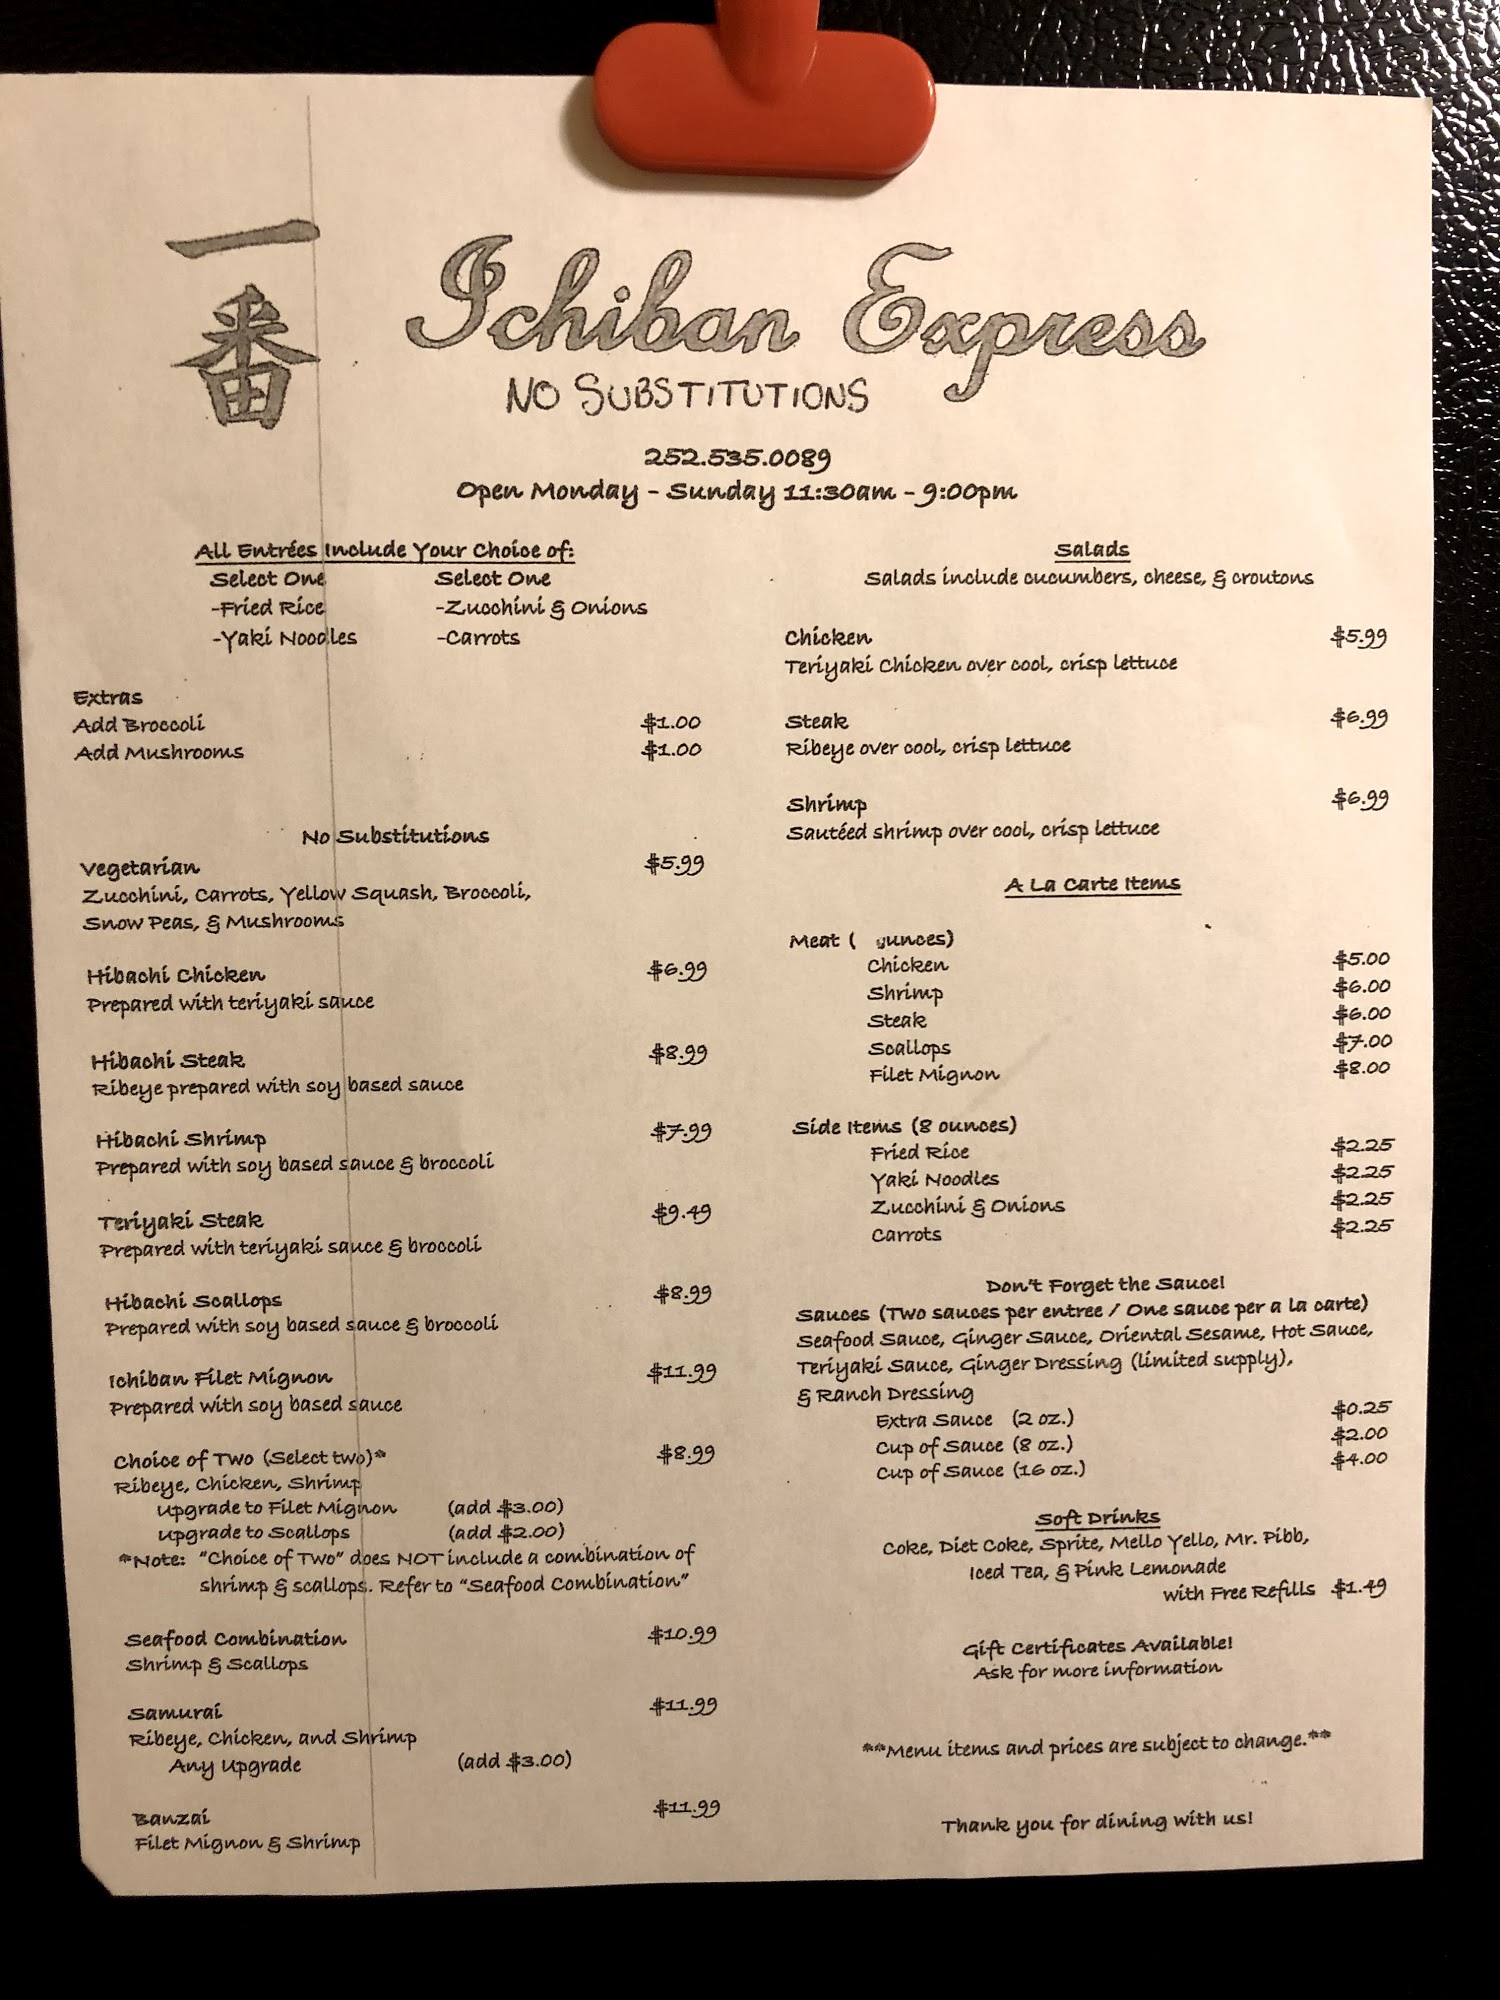 一番
Ichiban Express
NO SUBSTITUTIONS
252.535.0089
Open Monday - Sunday 11:30am - 9:00pm
All Entrées Include Your Choice of:
Select One Select One
-Fried Rice -Zucchini & Onions
-Yaki Noodles -Carrots
Extras
Add Broccoli $1.00
Add Mushrooms $1.00
No Substitutions
Vegetarian $5.99
Zucchini, Carrots, Yellow Squash, Broccoli,
Snow Peas, & Mushrooms
Hibachi Chicken $6.99
Prepared with teriyaki sauce
Hibachi Steak $8.99
Ribeye prepared with soy based sauce
Hibachi Shrimp $7.99
Prepared with soy based sauce & broccoli
Teriyaki Steak $9.49
Prepared with teriyaki sauce & broccoli
Hibachi Scallops $8.99
Prepared with soy based sauce & broccoli
Ichiban Filet Mignon $11.99
Prepared with soy based sauce
Choice of Two (Select two)* $8.99
Ribeye, Chicken, Shrimp
Upgrade to Filet Mignon (add $3.00)
Upgrade to Scallops (add $2.00)
*Note: "Choice of Two" does NOT include a combination of
shrimp & scallops. Refer to "Seafood Combination"
Seafood Combination $10.99
Shrimp & Scallops
Samurai $11.99
Ribeye, Chicken, and Shrimp
Any Upgrade (add $3.00)
Banzai $11.99
Filet Mignon & Shrimp
Salads
Salads include cucumbers, cheese, & croutons
Chicken $5.99
Teriyaki Chicken over cool, crisp lettuce
Steak $6.99
Ribeye over cool, crisp lettuce
Shrimp $6.99
Sautéed shrimp over cool, crisp lettuce
A La Carte Items
Meat ( ounces)
Chicken $5.00
Shrimp $6.00
Steak $6.00
Scallops $7.00
Filet Mignon $8.00
Side Items (8 ounces)
Fried Rice $2.25
Yaki Noodles $2.25
Zucchini & Onions $2.25
Carrots $2.25
Don't Forget the Sauce!
Sauces (Two sauces per entree / One sauce per a la carte)
Seafood Sauce, Ginger Sauce, Oriental Sesame, Hot Sauce,
Teriyaki Sauce, Ginger Dressing (limited supply),
& Ranch Dressing
Extra Sauce (2 oz.) $0.25
Cup of Sauce (8 oz.) $2.00
Cup of Sauce (16 oz.) $4.00
Soft Drinks
Coke, Diet Coke, Sprite, Mello Yello, Mr. Pibb,
Iced Tea, & Pink Lemonade
with Free Refills $1.49
Gift Certificates Available!
Ask for more information
**Menu items and prices are subject to change.**
Thank you for dining with us!